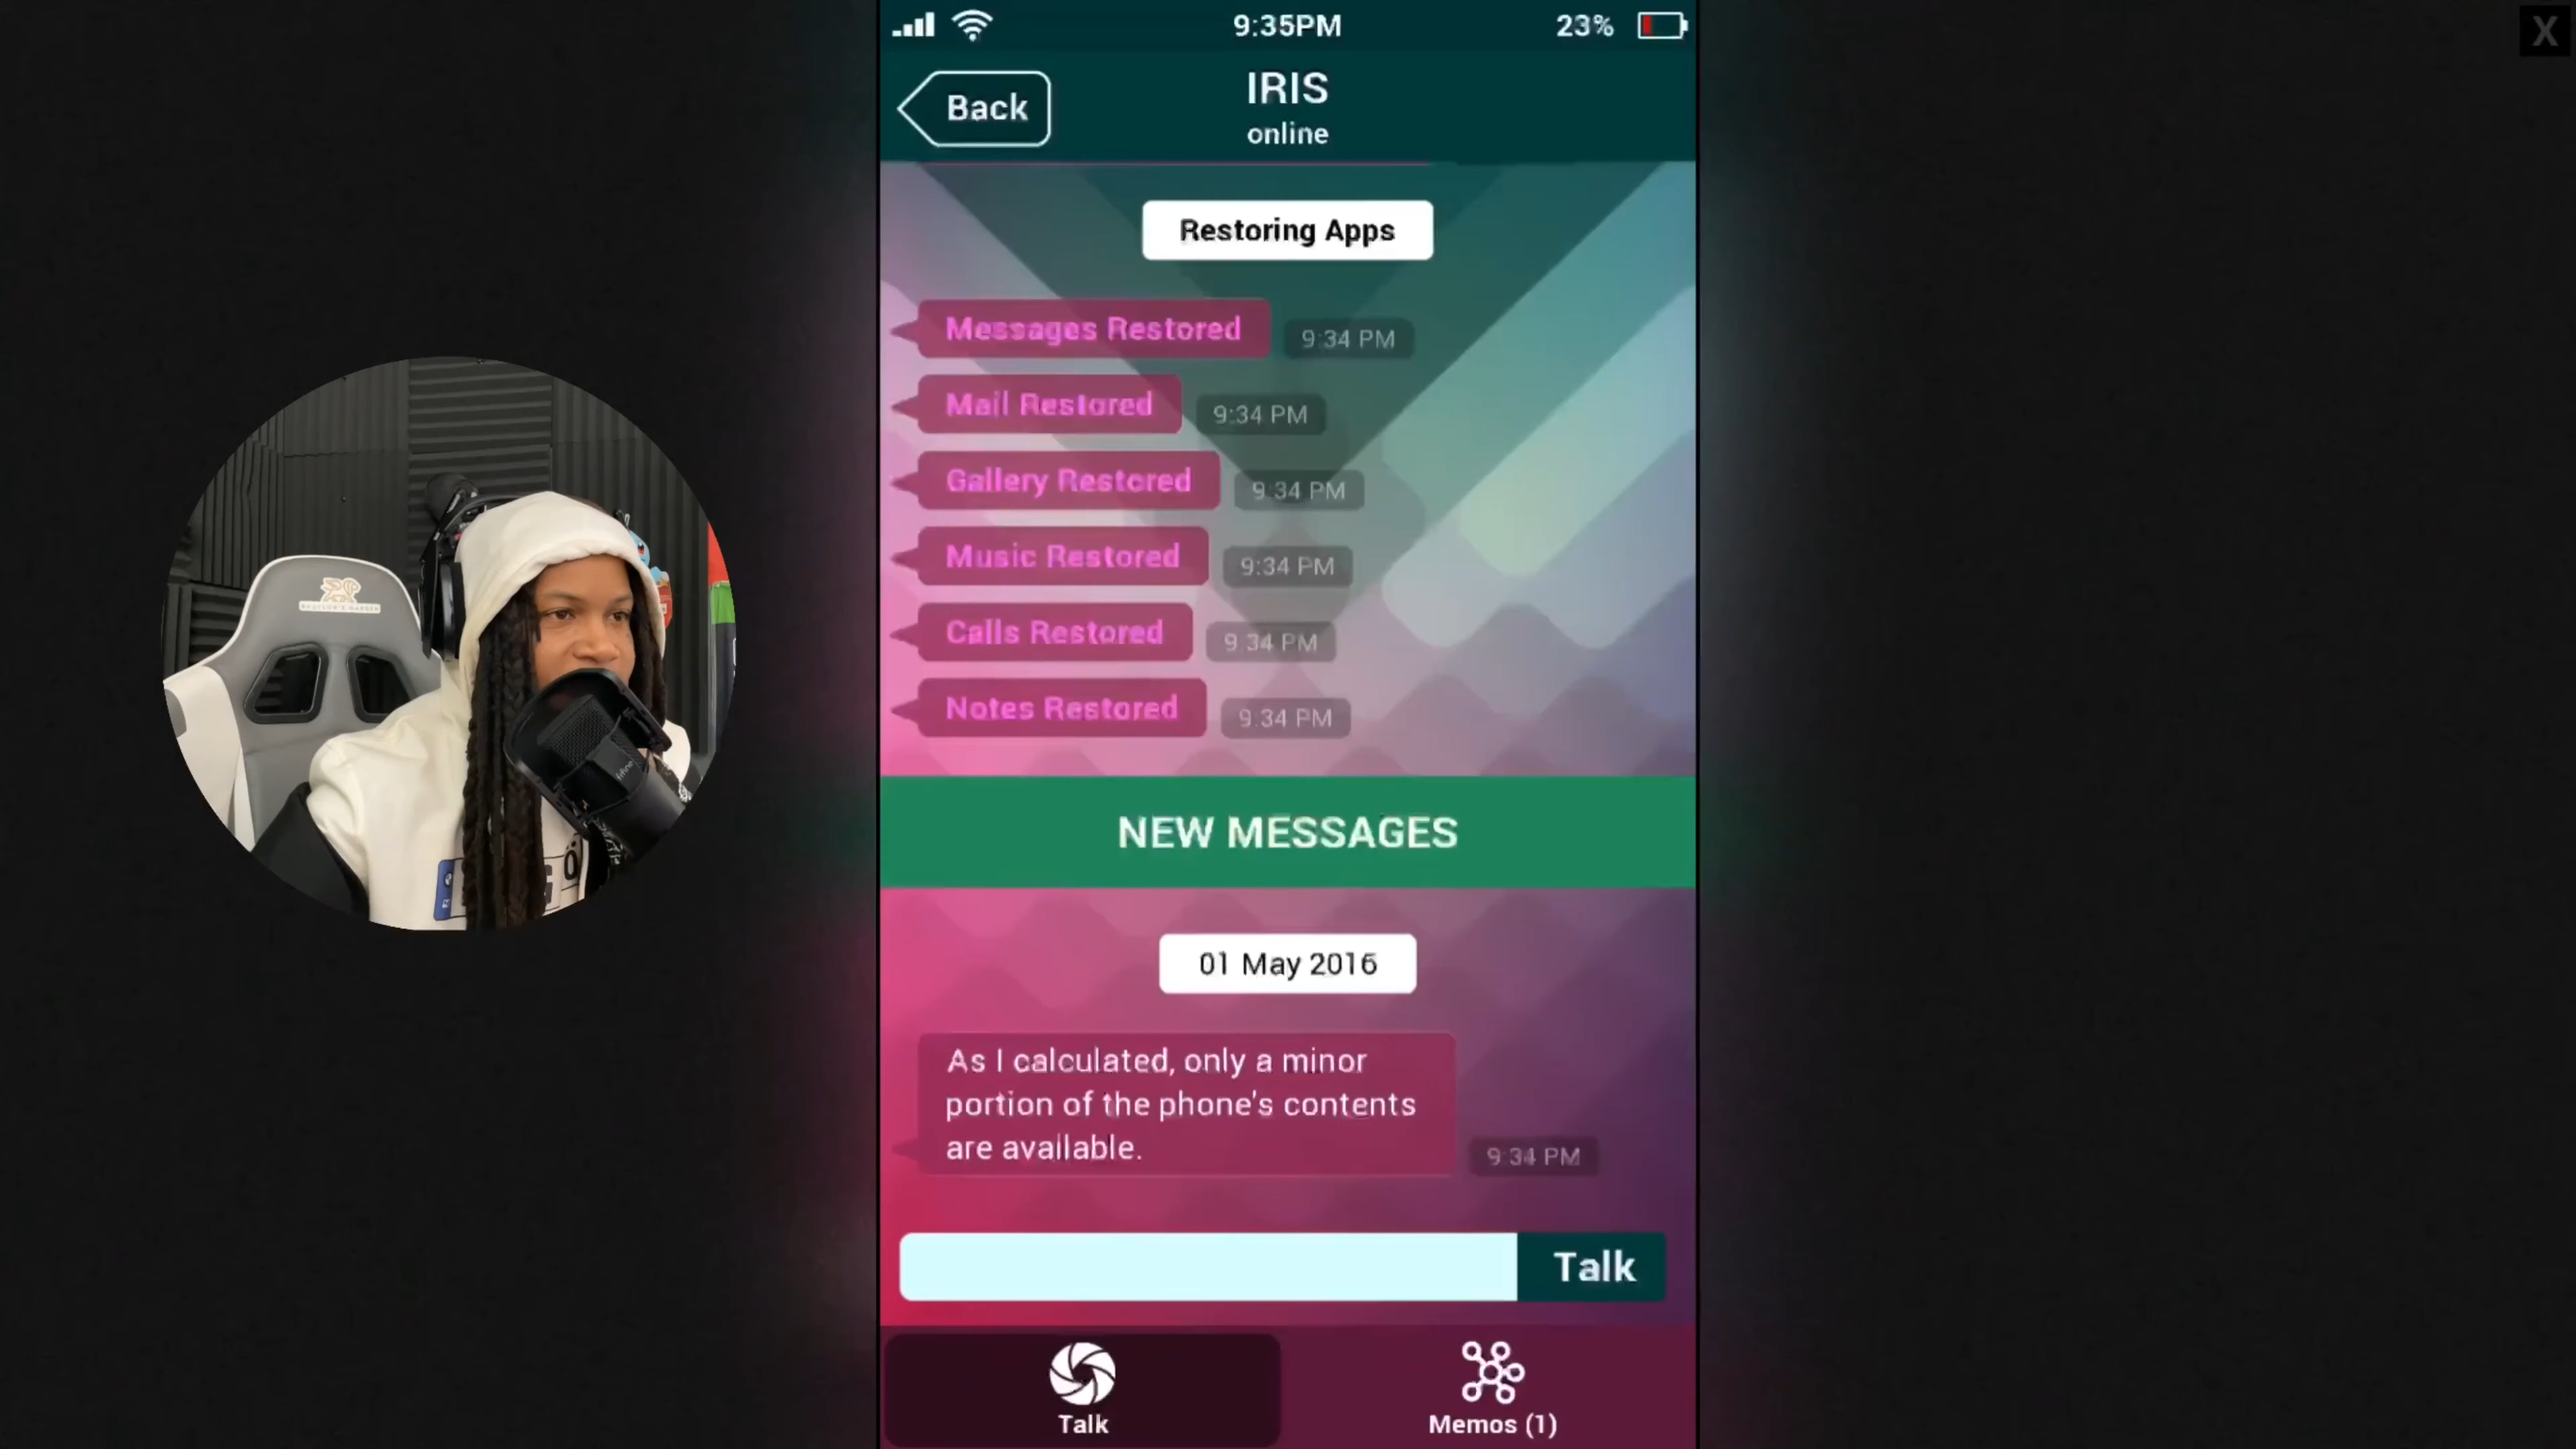 9:35PM
23%
X
Back
IRIS
online
Restoring Apps
Messages Restored
9:34 PM
Mail Restored
9:34 PM
Gallery Restored
9:34 PM
Music Restored
9:34 PM
Calls Restored
9:34 PM
Notes Restored
9:34 PM
NEW MESSAGES
01 May 2016
As I calculated, only a minor
portion of the phone's contents
are available.
9:34 PM
Talk
Talk
Memos (1)